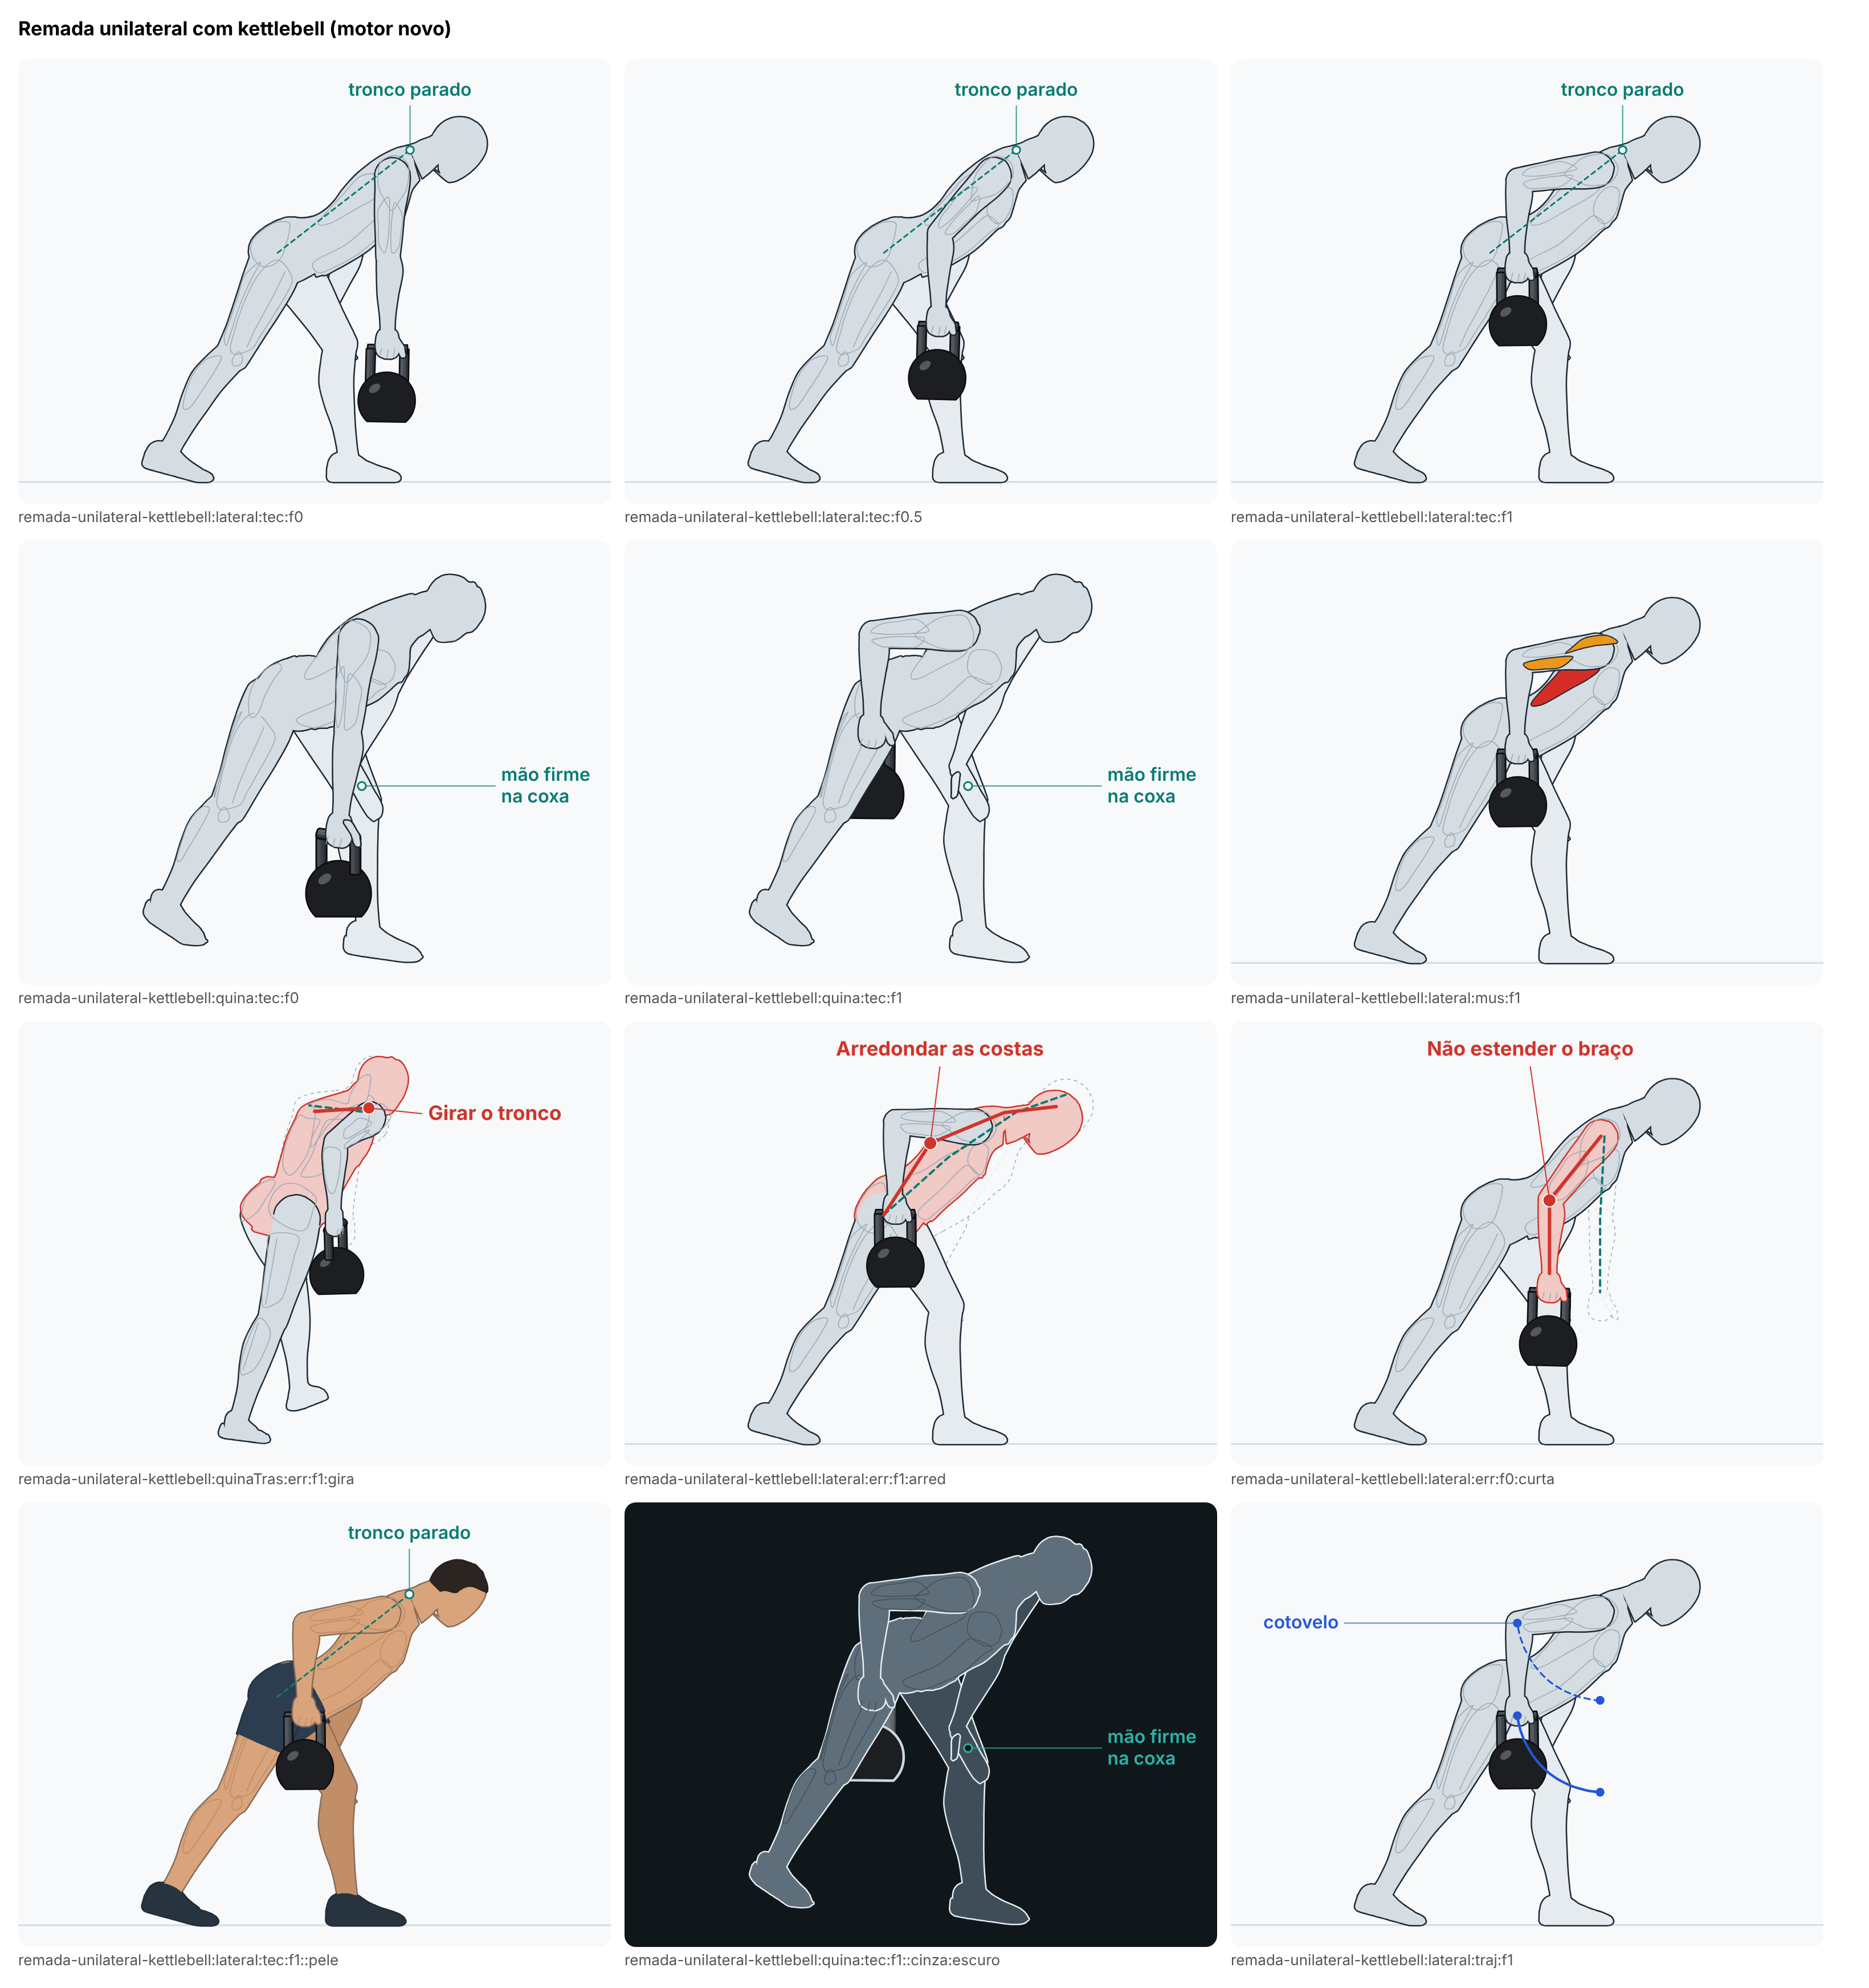 Remada unilateral com kettlebell (motor novo)
tronco parado
tronco parado
tronco parado
remada-unilateral-kettlebell:lateral:tec:f0
remada-unilateral-kettlebell:lateral:tec:f0.5
remada-unilateral-kettlebell:lateral:tec:f1
mão firme
na coxa
mão firme
na coxa
remada-unilateral-kettlebell:quina:tec:f0
remada-unilateral-kettlebell:quina:tec:f1
remada-unilateral-kettlebell:lateral:mus:f1
Girar o tronco
Arredondar as costas
Não estender o braço
remada-unilateral-kettlebell:quinaTras:err:f1:gira
remada-unilateral-kettlebell:lateral:err:f1:arred
remada-unilateral-kettlebell:lateral:err:f0:curta
tronco parado
mão firme
na coxa
cotovelo
remada-unilateral-kettlebell:lateral:tec:f1::pele
remada-unilateral-kettlebell:quina:tec:f1::cinza:escuro
remada-unilateral-kettlebell:lateral:traj:f1